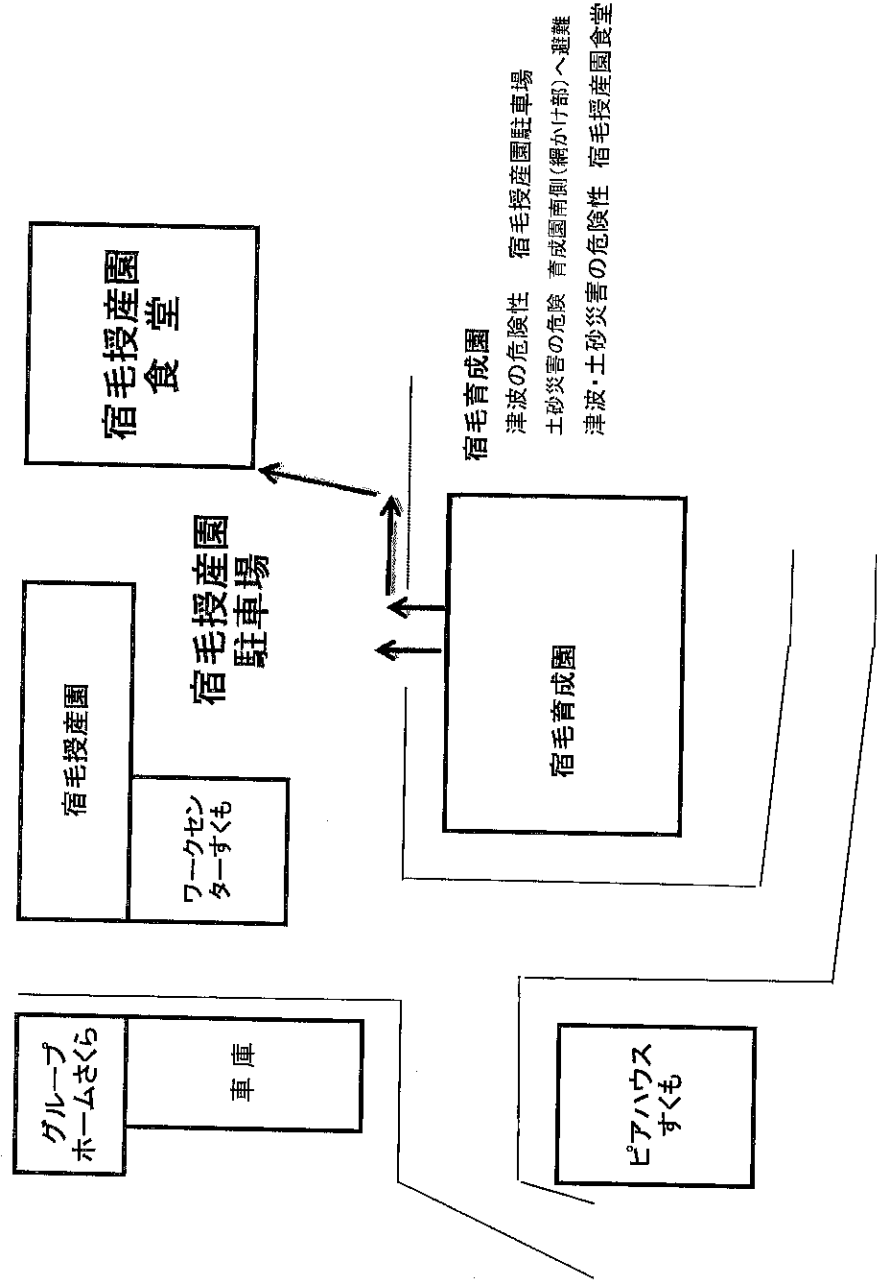 グループ
ホームさくら
車 庫
ピアハウス
すくも
宿毛授産園
ワークセン
ターすくも
宿毛授産園
駐車場
宿毛授産園
食 堂
宿毛育成園
宿毛育成園
津波の危険性 宿毛授産園駐車場
土砂災害の危険 育成園南側(網かけ部)へ避難
津波・土砂災害の危険性 宿毛授産園食堂